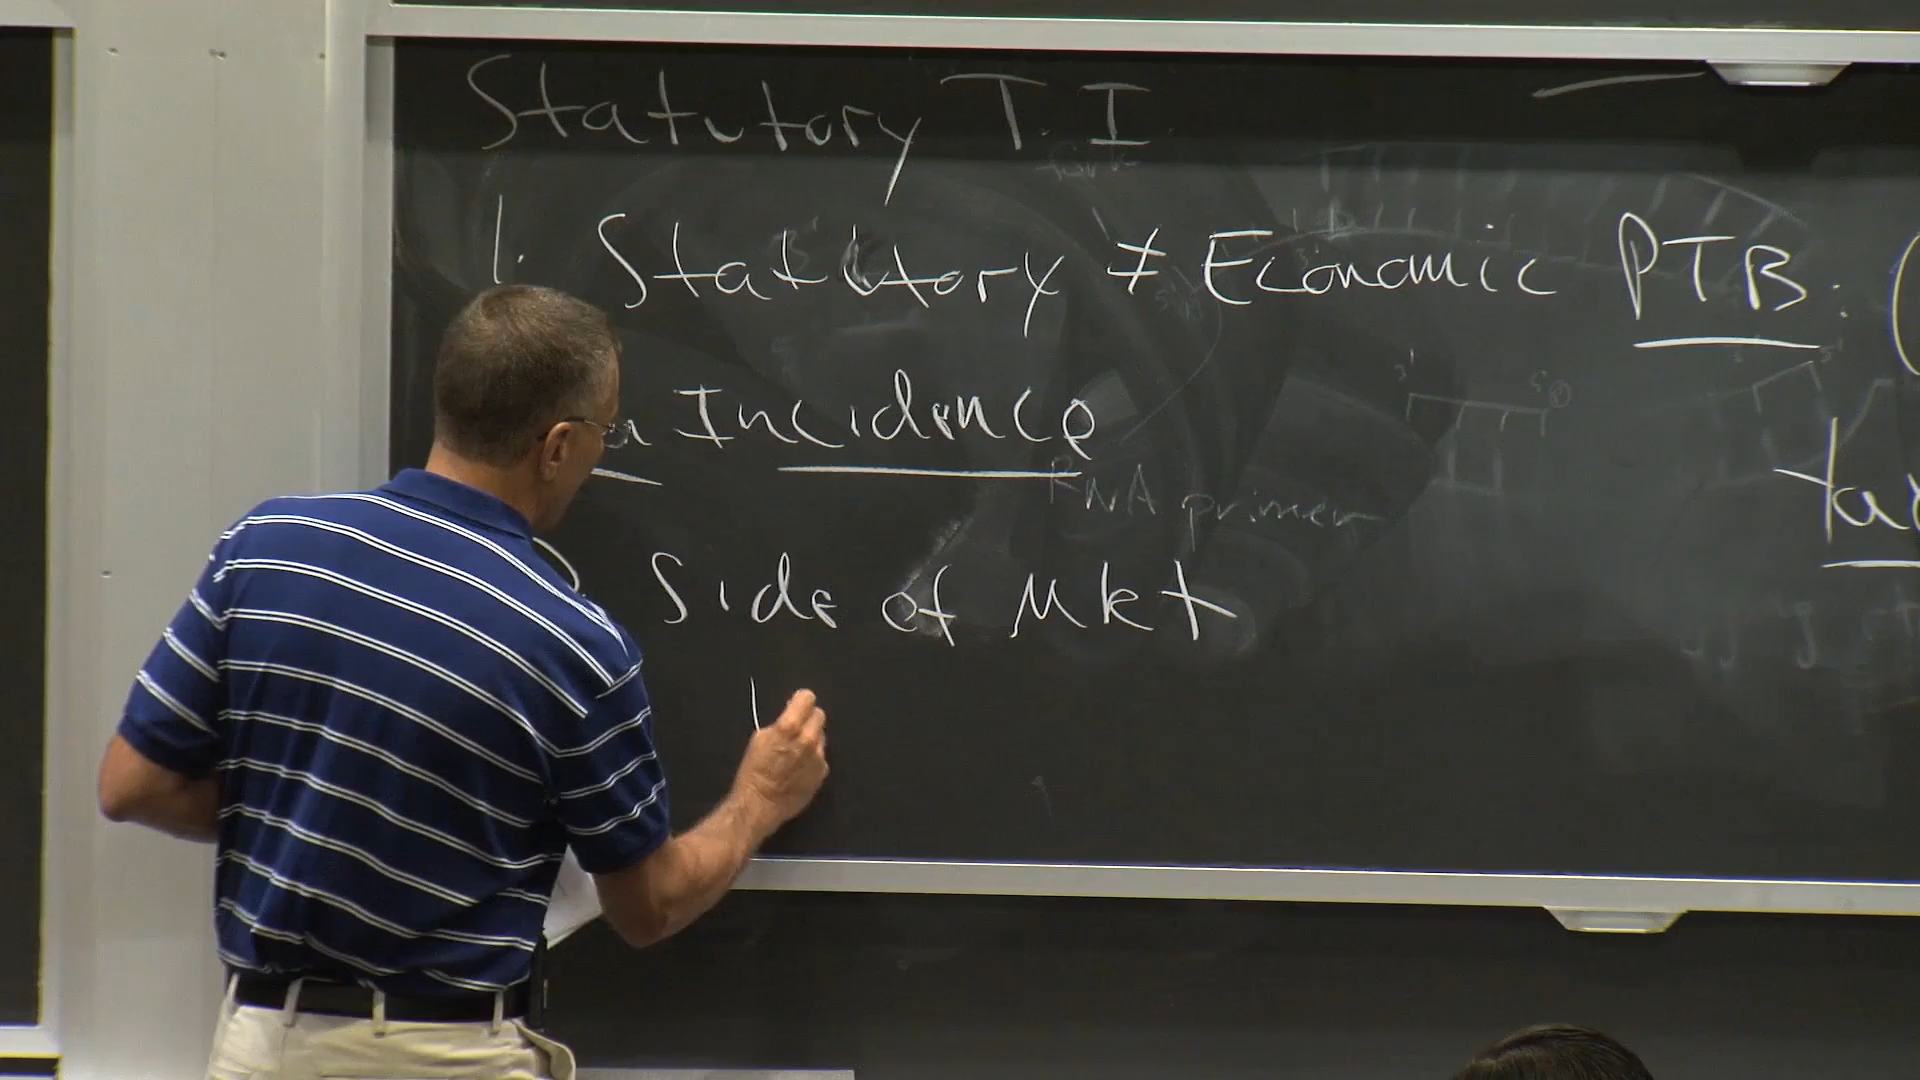 Statutory T.I.
1. Statutory ≠ Economic PTB:
Incidence
RNA primer
Side of Mkt